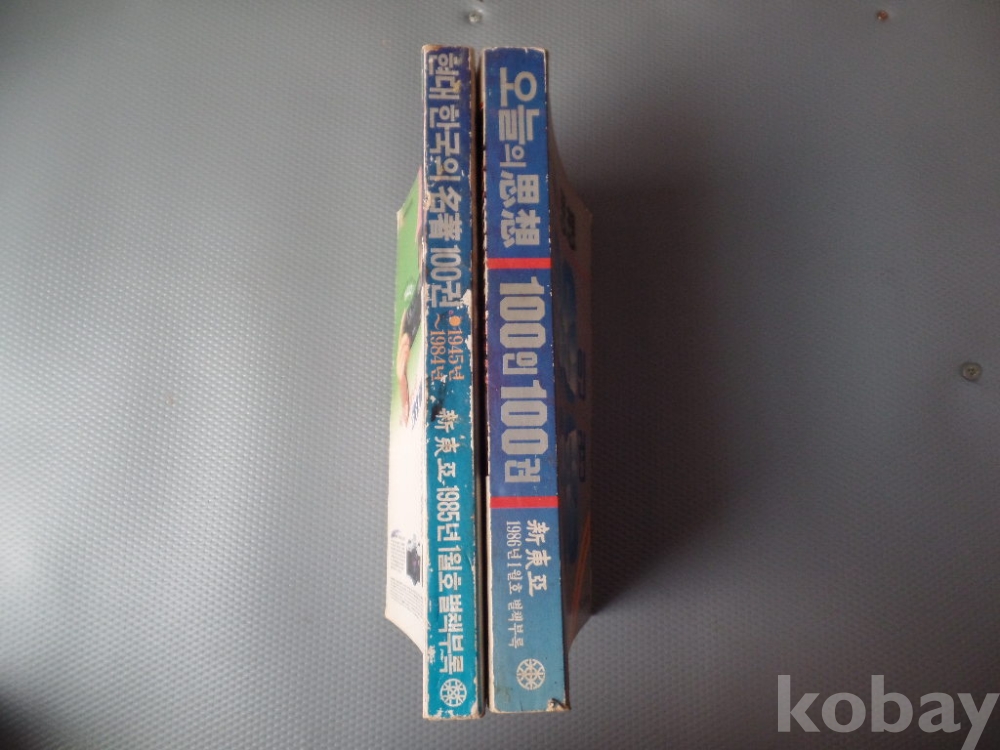 현대 한국의 名著 100권 • 1945년
~1984년
新東亞 1985년 1월호 별책부록
오늘의 思想
100인 100권
新東亞
1986년 1월호 별책부록
kobay